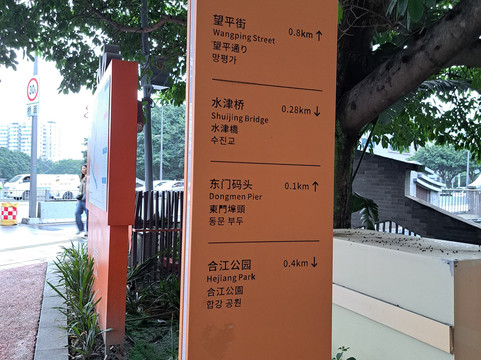 30
望平街
Wangping Street
0.8km ↑
望平通り
망평가
水津桥
Shuijing Bridge
0.28km ↓
水津橋
수진교
东门码头
Dongmen Pier
0.1km ↑
東門埠頭
동문 부두
合江公园
Hejiang Park
0.4km ↓
合江公園
합강 공원